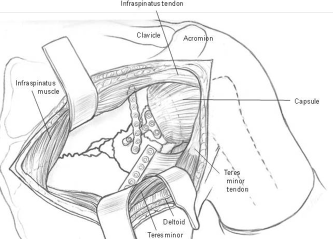 Infraspinatus tendon
Clavicle
Acromion
Infraspinatus
muscle
Capsule
Teres
minor
tendon
Deltoid
Teres minor